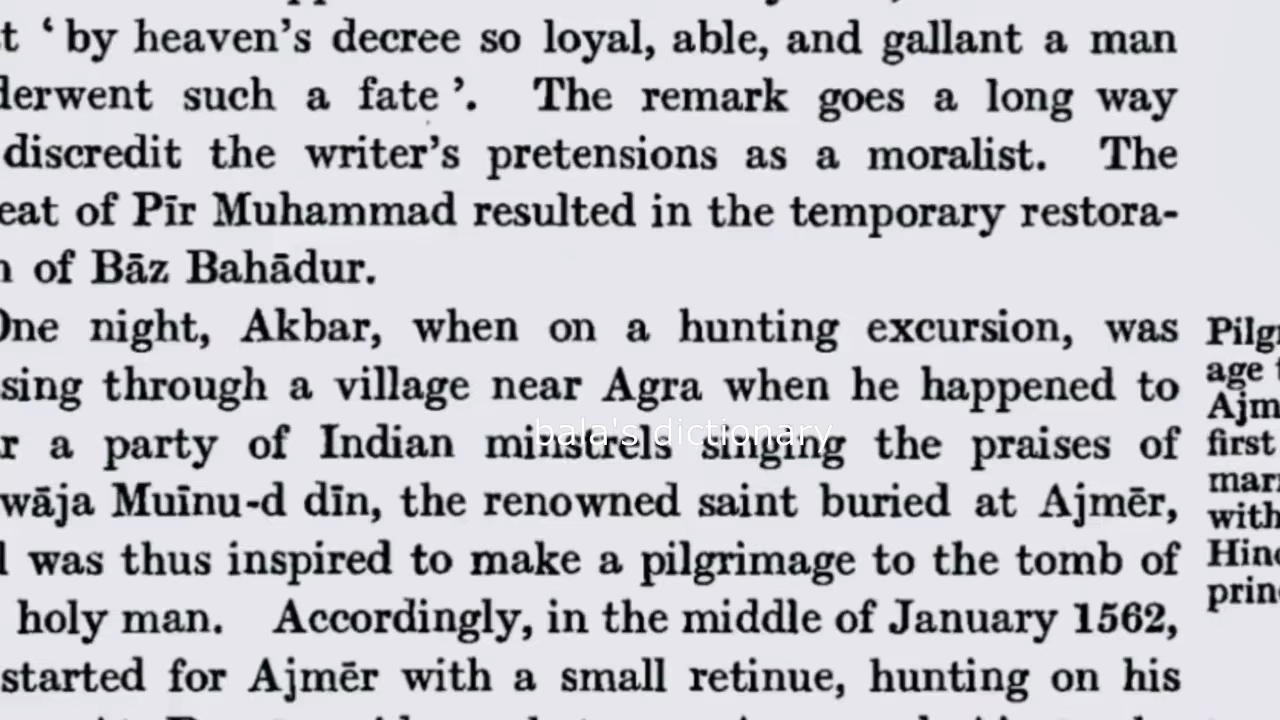 t ‘ by heaven’s decree so loyal, able, and gallant a man
derwent such a fate ’. The remark goes a long way
discredit the writer’s pretensions as a moralist. The
eat of Pīr Muhammad resulted in the temporary restora-
n of Bāz Bahādur.
One night, Akbar, when on a hunting excursion, was
sing through a village near Agra when he happened to
r a party of Indian minstrels singing the praises of
wāja Muīnu-d dīn, the renowned saint buried at Ajmēr,
was thus inspired to make a pilgrimage to the tomb of
holy man. Accordingly, in the middle of January 1562,
started for Ajmēr with a small retinue, hunting on his
Pilgr
age t
Ajm
first
marr
with
Hind
princ
bala's dictionary